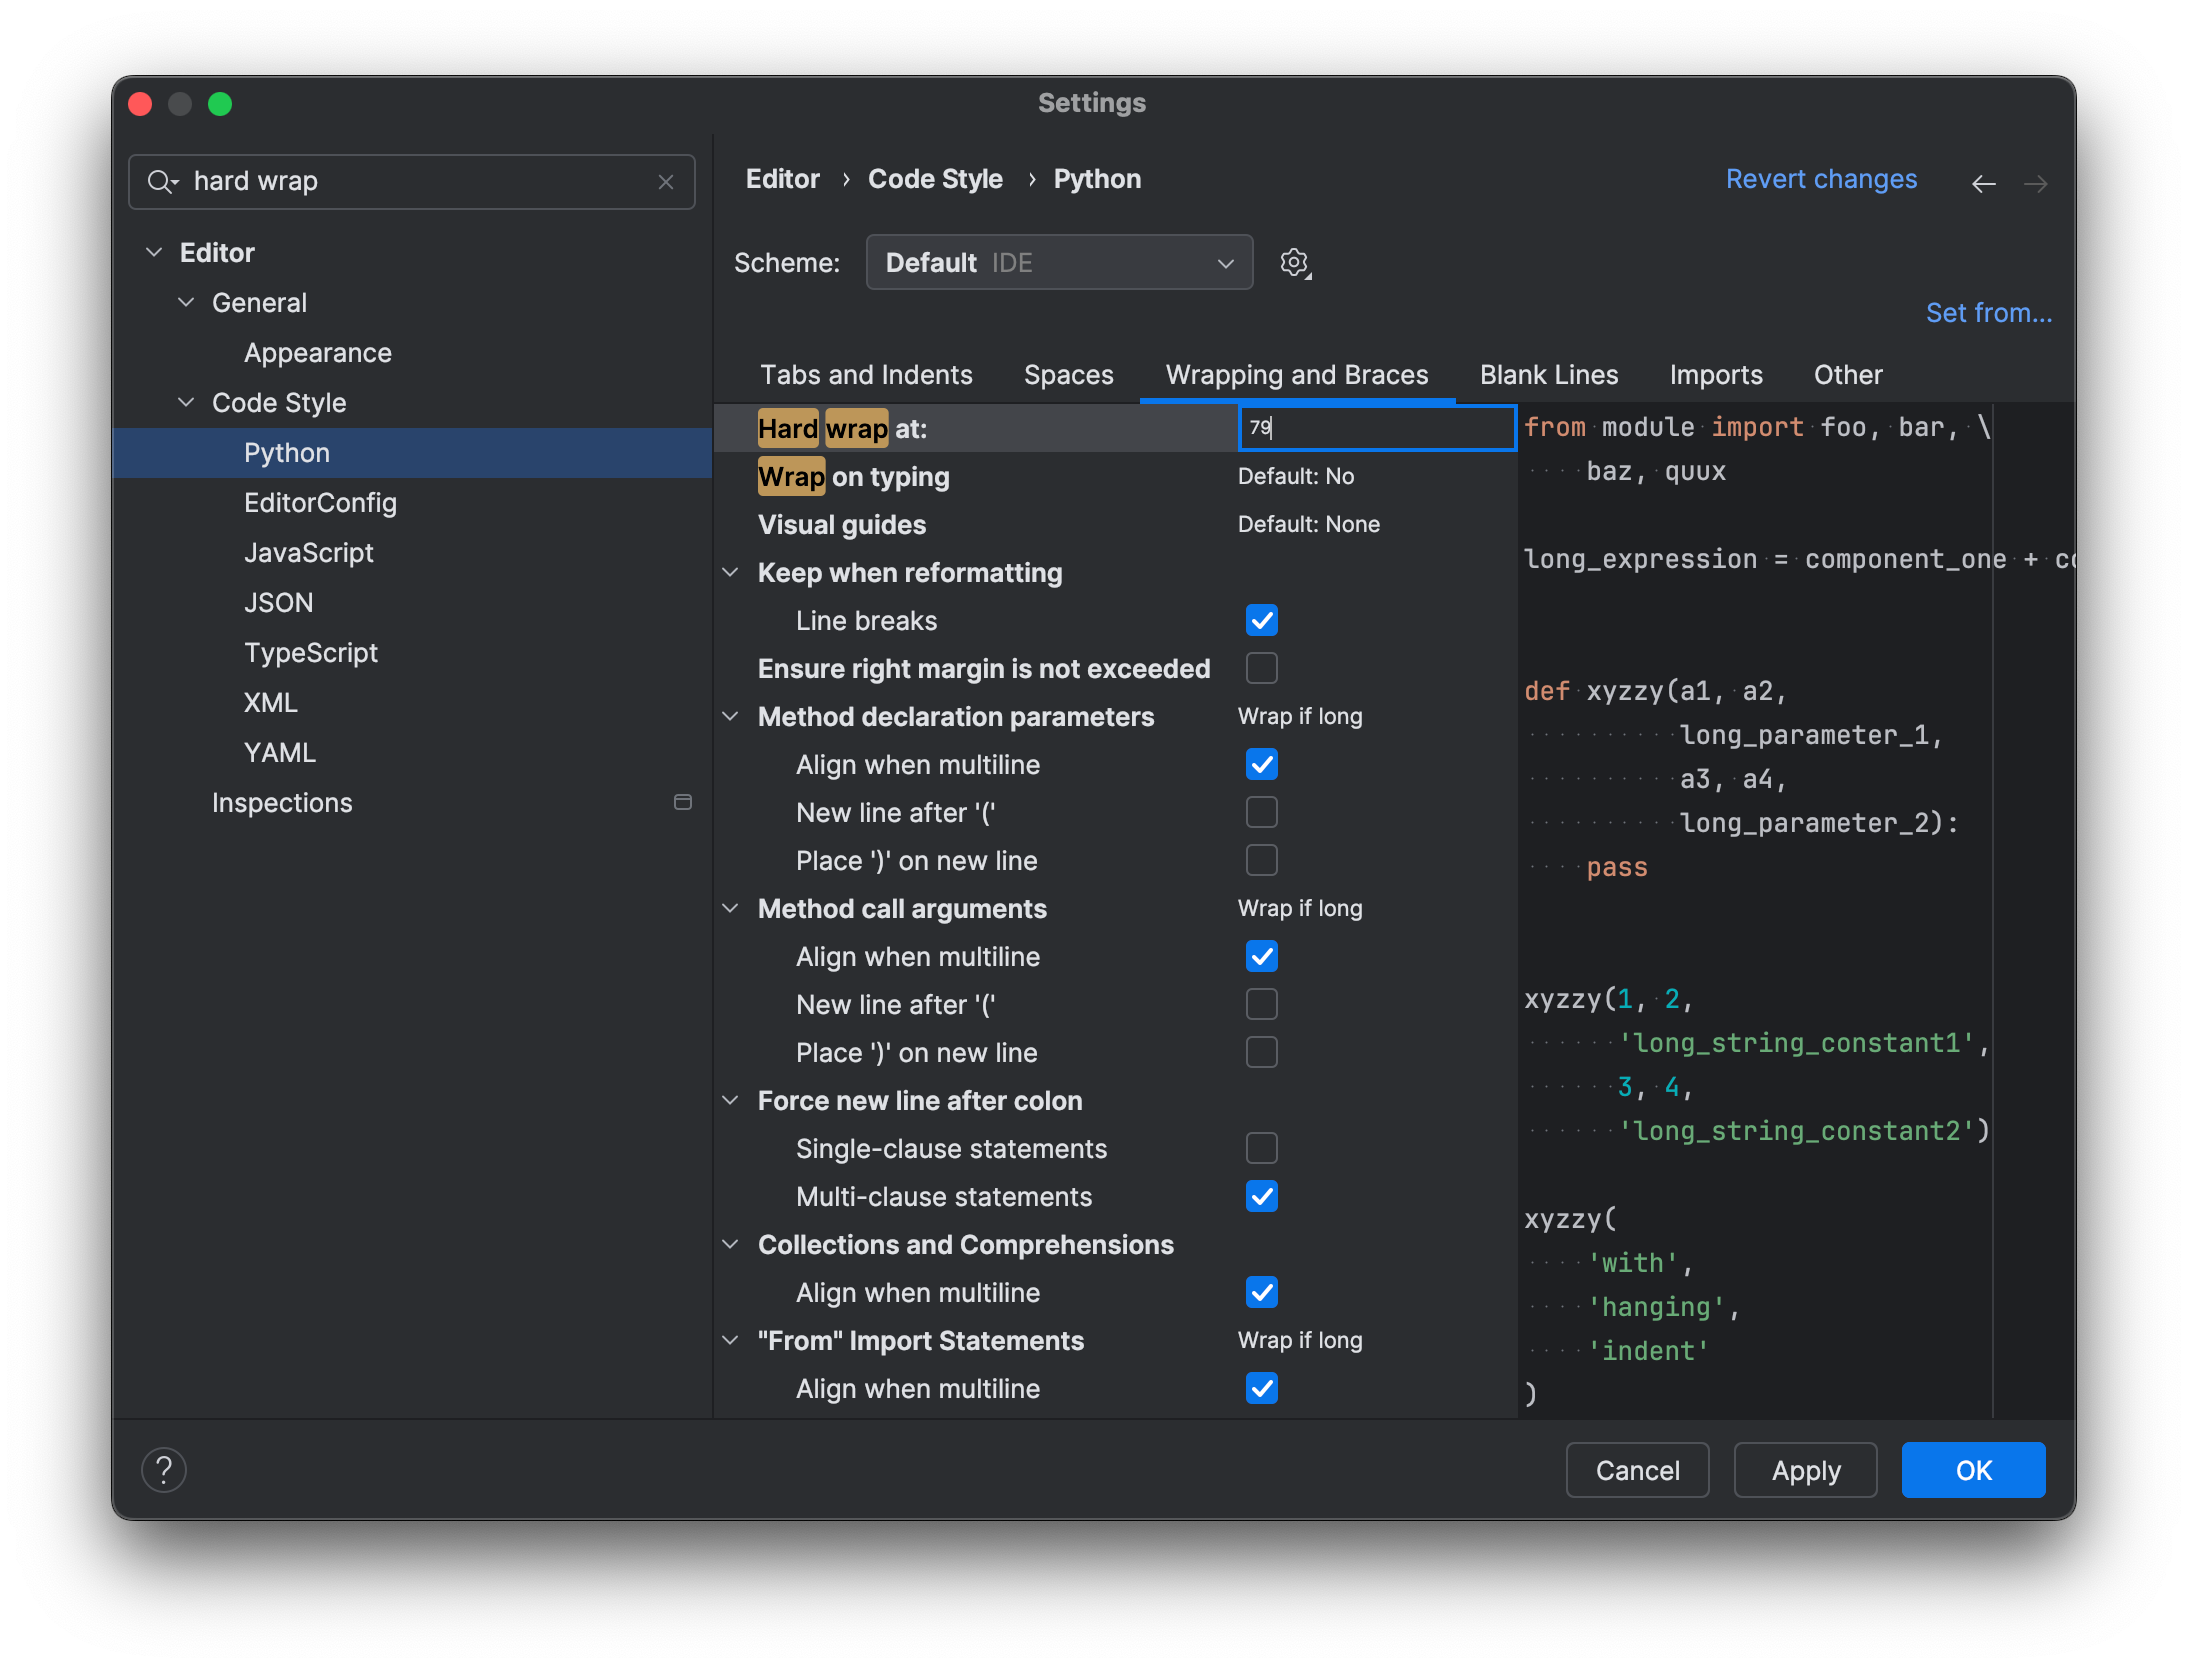 Settings
hard wrap
Editor
General
Appearance
Code Style
Python
EditorConfig
JavaScript
JSON
TypeScript
XML
YAML
Inspections
Editor › Code Style › Python
Revert changes
Scheme: Default IDE
Set from...
Tabs and Indents Spaces Wrapping and Braces Blank Lines Imports Other
Hard wrap at: 79
Wrap on typing Default: No
Visual guides Default: None
Keep when reformatting
Line breaks
Ensure right margin is not exceeded
Method declaration parameters Wrap if long
Align when multiline
New line after '('
Place ')' on new line
Method call arguments Wrap if long
Align when multiline
New line after '('
Place ')' on new line
Force new line after colon
Single-clause statements
Multi-clause statements
Collections and Comprehensions
Align when multiline
"From" Import Statements Wrap if long
Align when multiline
from module import foo, bar, \
baz, quux
long_expression = component_one +
def xyzzy(a1, a2,
long_parameter_1,
a3, a4,
long_parameter_2):
pass
xyzzy(1, 2,
'long_string_constant1',
3, 4,
'long_string_constant2')
xyzzy(
'with',
'hanging',
'indent'
)
?
Cancel Apply OK